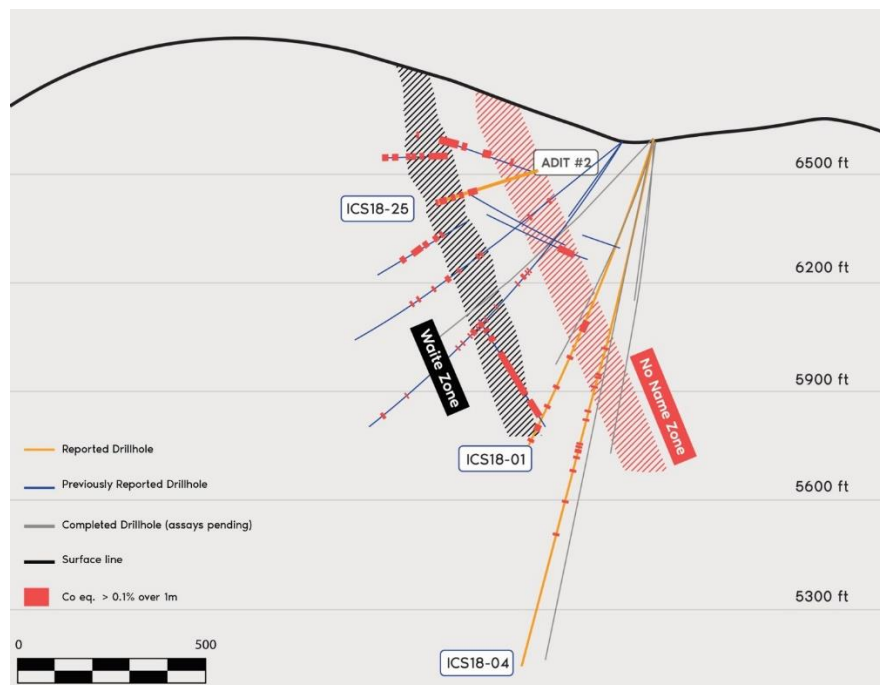 6500 ft
ADIT #2
ICS18-25
6200 ft
Waite Zone
No Name Zone
5900 ft
ICS18-01
Reported Drillhole
Previously Reported Drillhole
5600 ft
Completed Drillhole (assays pending)
Surface line
Co eq. > 0.1% over 1m
5300 ft
0 500
ICS18-04